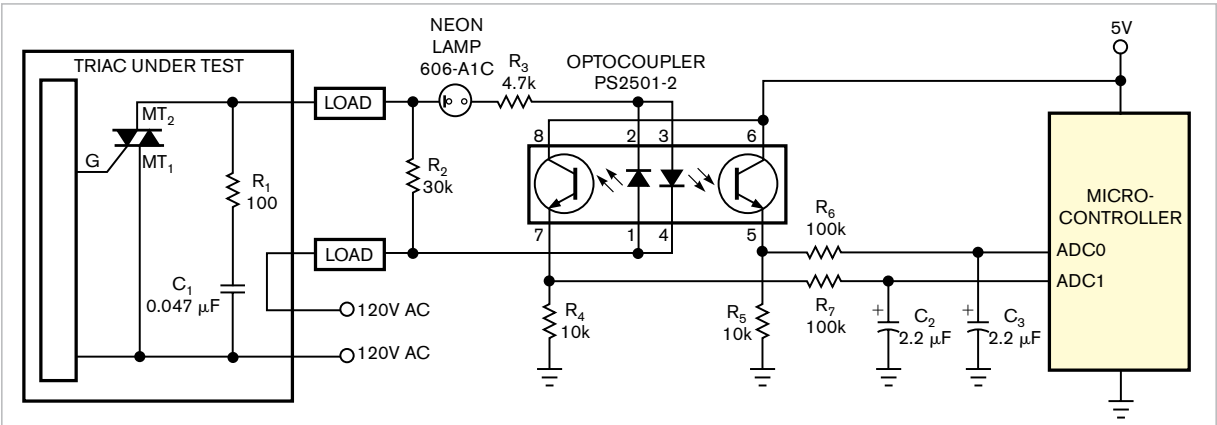 TRIAC UNDER TEST
MT2
MT1
G
R1
100
C1
0.047 µF
LOAD
LOAD
120V AC
120V AC
NEON
LAMP
606-A1C
R3
4.7k
R2
30k
OPTOCOUPLER
PS2501-2
8
2
3
6
7
1
4
5
R4
10k
R5
10k
R6
100k
R7
100k
+
C2
2.2 µF
+
C3
2.2 µF
5V
MICRO-
CONTROLLER
ADC0
ADC1